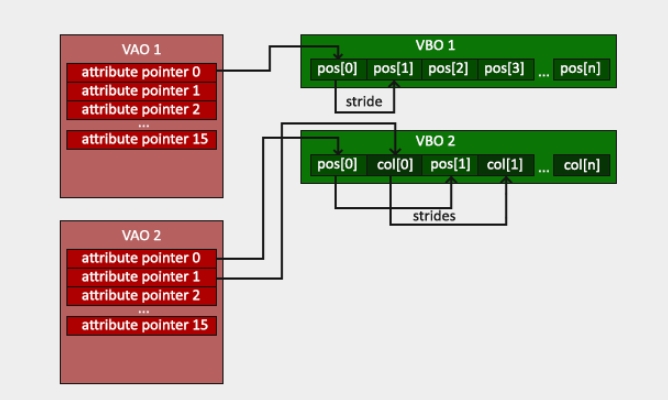 VAO 1
attribute pointer 0
attribute pointer 1
attribute pointer 2
...
attribute pointer 15
VBO 1
pos[0] pos[1] pos[2] pos[3] ... pos[n]
stride
VBO 2
pos[0] col[0] pos[1] col[1] ... col[n]
strides
VAO 2
attribute pointer 0
attribute pointer 1
attribute pointer 2
...
attribute pointer 15